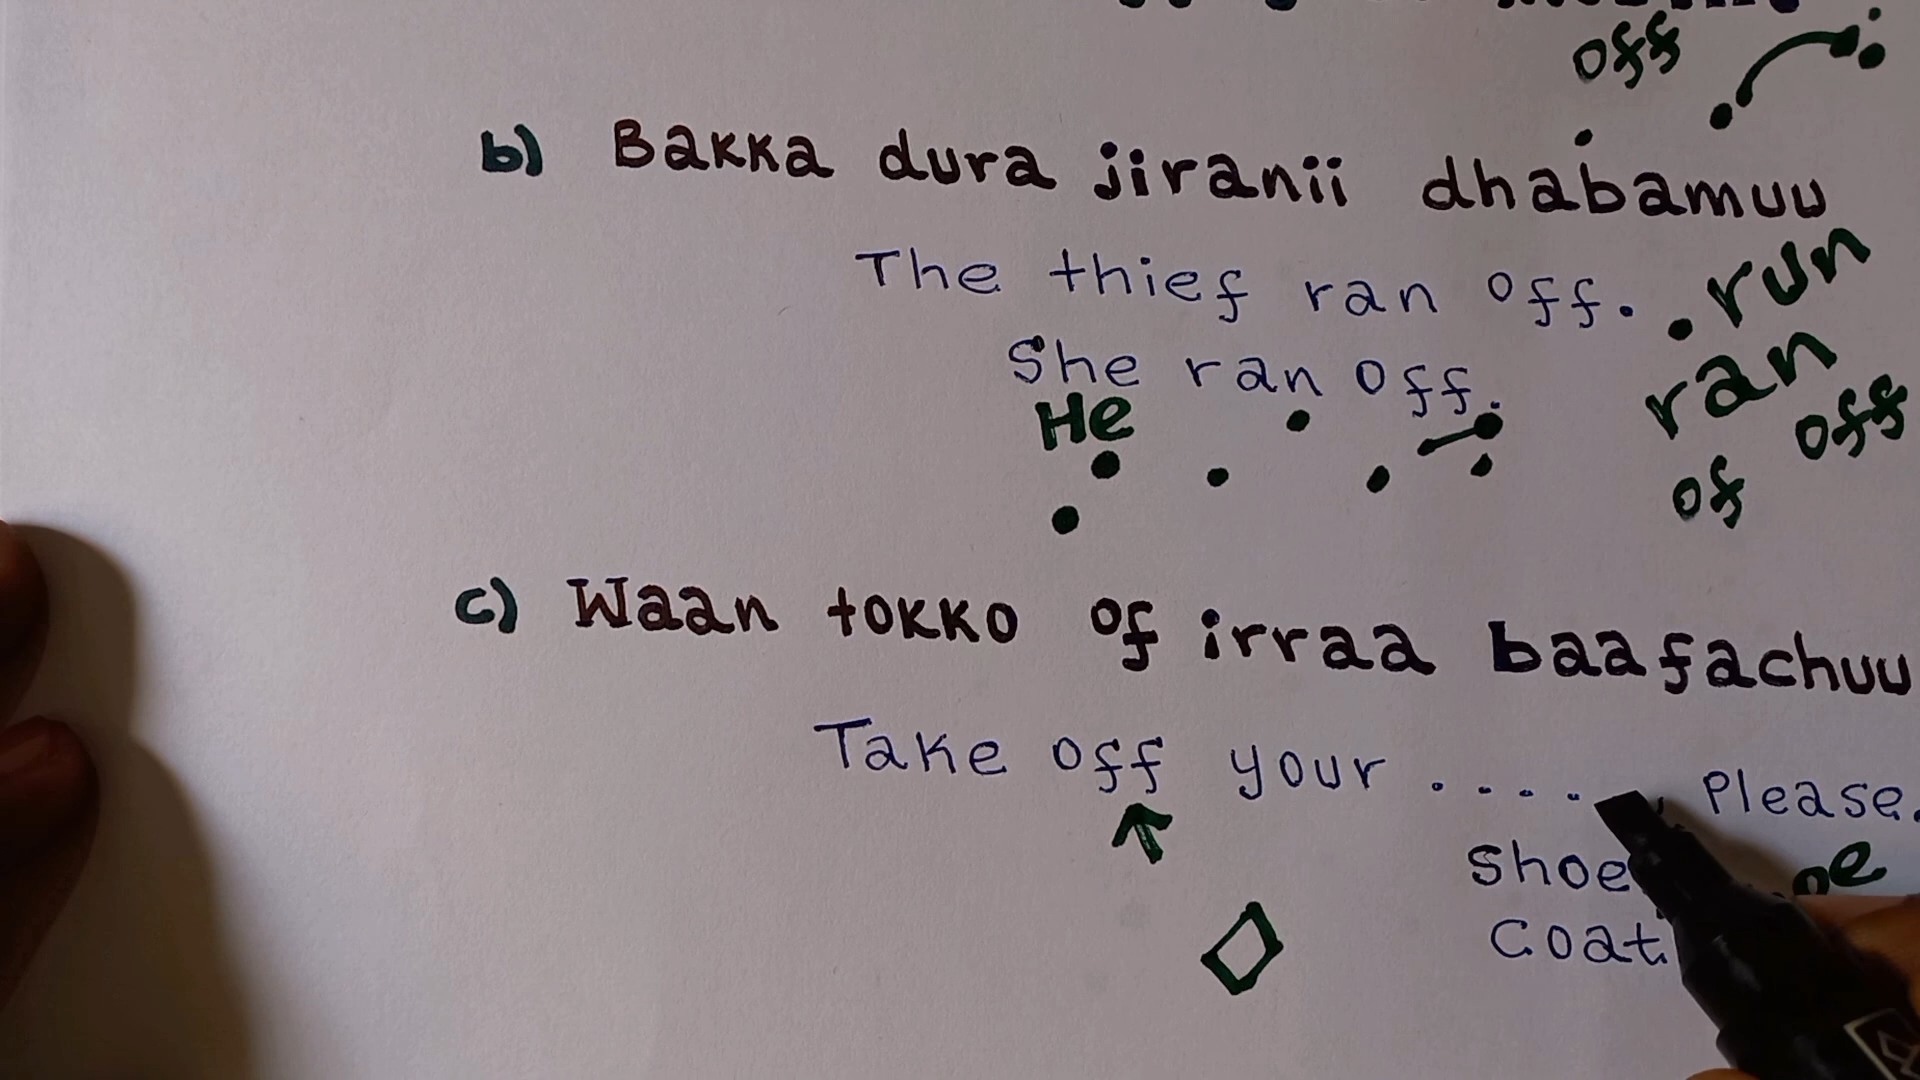 off
b) Bakka dura jiranii dhabamuu
The thief ran off.
. run
She ran off.
ran
He
off
of
c) Waan tokko of irraa baafachuu
Take off your ..... Please.
Shoe
Coat.